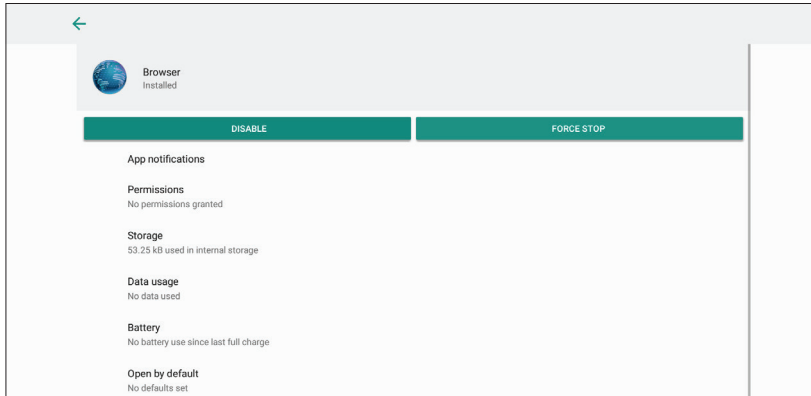 Browser
Installed
DISABLE
FORCE STOP
App notifications
Permissions
No permissions granted
Storage
53.25 kB used in internal storage
Data usage
No data used
Battery
No battery use since last full charge
Open by default
No defaults set